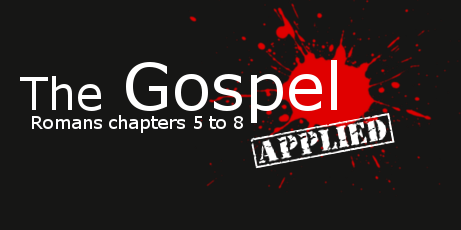 The Gospel
Romans chapters 5 to 8
APPLIED